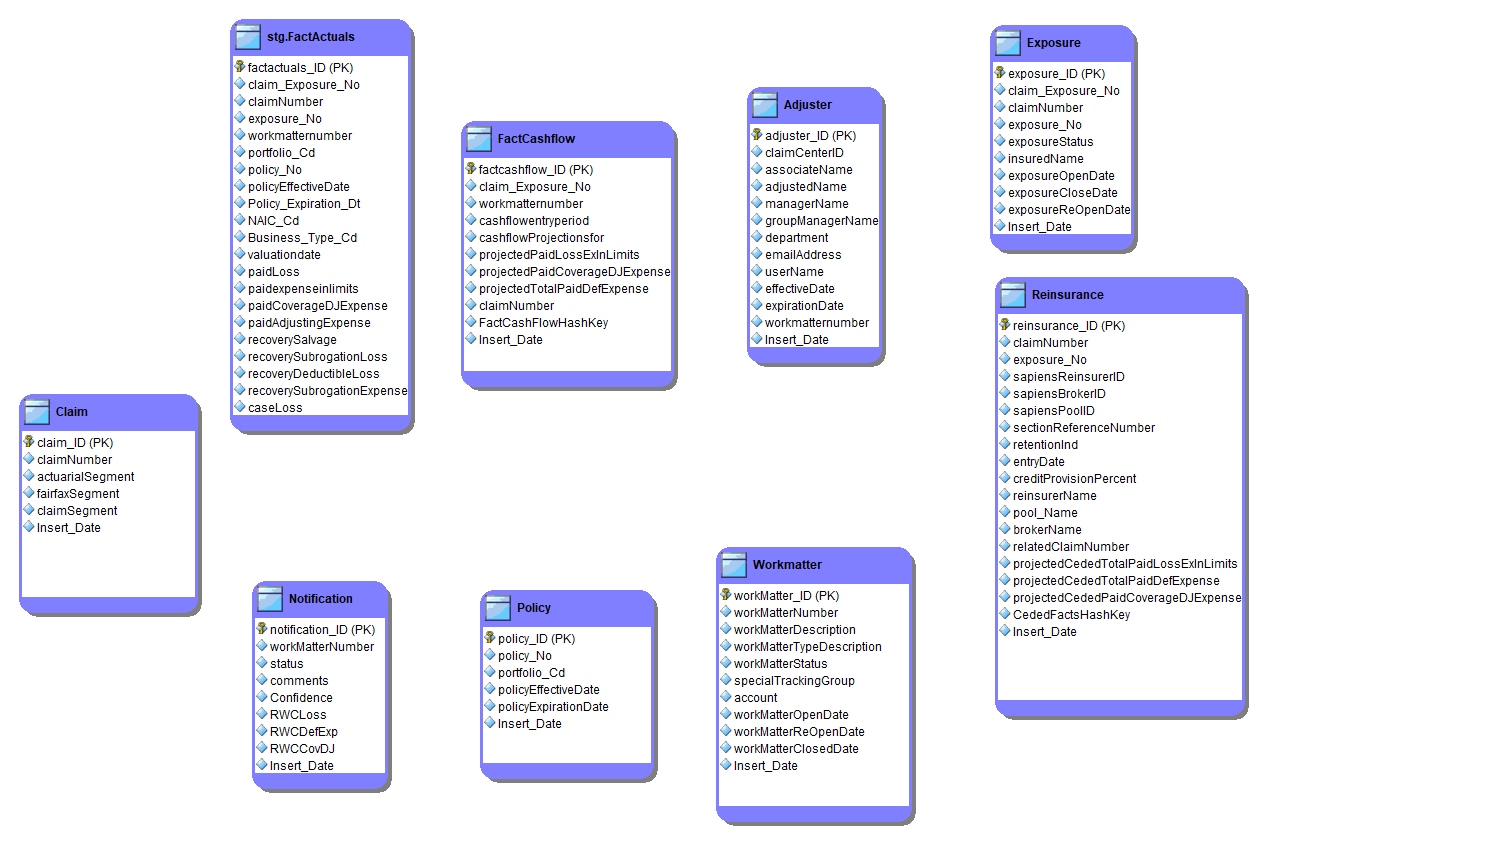 stg.FactActuals
factactuals_ID (PK)
claim_Exposure_No
claimNumber
exposure_No
workmatternumber
portfolio_Cd
policy_No
policyEffectiveDate
Policy_Expiration_Dt
NAIC_Cd
Business_Type_Cd
valuationdate
paidLoss
paidexpenseinlimits
paidCoverageDJExpense
paidAdjustingExpense
recoverySalvage
recoverySubrogationLoss
recoveryDeductibleLoss
recoverySubrogationExpense
caseLoss
FactCashflow
factcashflow_ID (PK)
claim_Exposure_No
workmatternumber
cashflowentryperiod
cashflowProjectionsfor
projectedPaidLossExInLimits
projectedPaidCoverageDJExpense
projectedTotalPaidDefExpense
claimNumber
FactCashFlowHashKey
Insert_Date
Adjuster
adjuster_ID (PK)
claimCenterID
associateName
adjustedName
managerName
groupManagerName
department
emailAddress
userName
effectiveDate
expirationDate
workmatternumber
Insert_Date
Exposure
exposure_ID (PK)
claim_Exposure_No
claimNumber
exposure_No
exposureStatus
insuredName
exposureOpenDate
exposureCloseDate
exposureReOpenDate
Insert_Date
Reinsurance
reinsurance_ID (PK)
claimNumber
exposure_No
sapiensReinsurerID
sapiensBrokerID
sapiensPoolID
sectionReferenceNumber
retentionInd
entryDate
creditProvisionPercent
reinsurerName
pool_Name
brokerName
relatedClaimNumber
projectedCededTotalPaidLossExInLimits
projectedCededTotalPaidDefExpense
projectedCededPaidCoverageDJExpense
CededFactsHashKey
Insert_Date
Claim
claim_ID (PK)
claimNumber
actuarialSegment
fairfaxSegment
claimSegment
Insert_Date
Notification
notification_ID (PK)
workMatterNumber
status
comments
Confidence
RWCLoss
RWCDefExp
RWCCovDJ
Insert_Date
Policy
policy_ID (PK)
policy_No
portfolio_Cd
policyEffectiveDate
policyExpirationDate
Insert_Date
Workmatter
workMatter_ID (PK)
workMatterNumber
workMatterDescription
workMatterTypeDescription
workMatterStatus
specialTrackingGroup
account
workMatterOpenDate
workMatterReOpenDate
workMatterClosedDate
Insert_Date